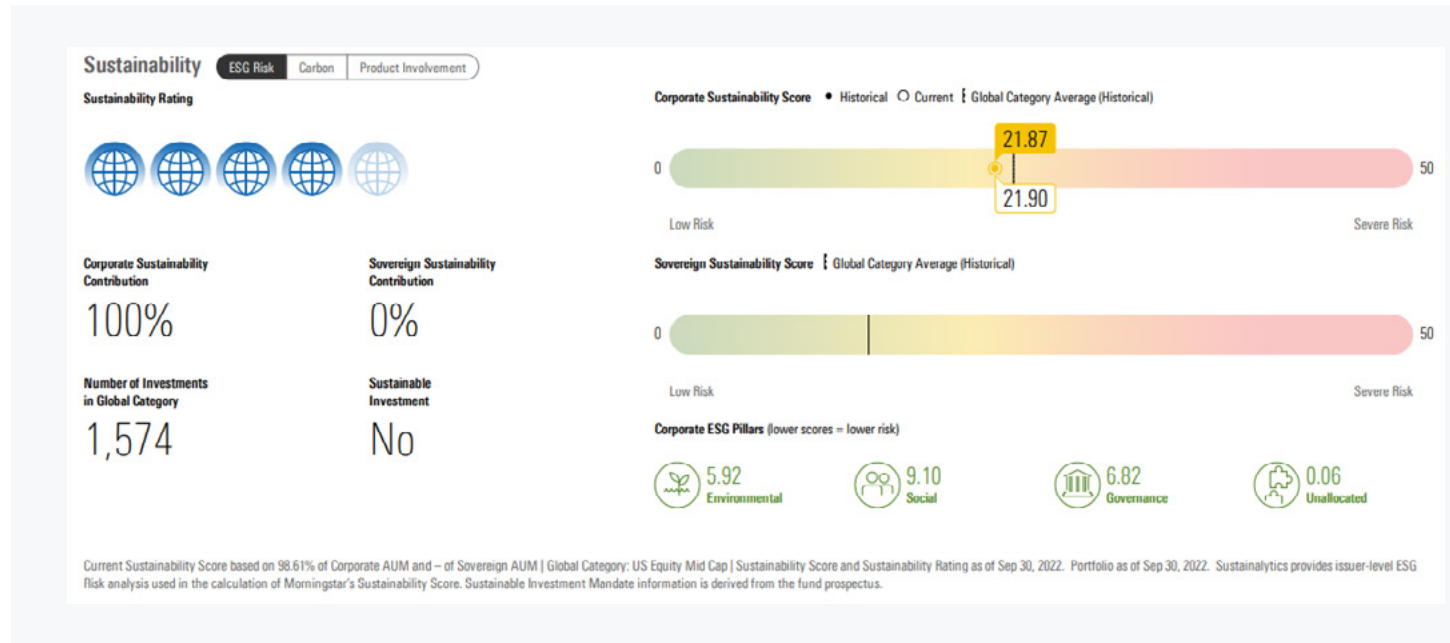 Sustainability ESG Risk Carbon Product Involvement
Sustainability Rating
Corporate Sustainability Score Historical Current Global Category Average (Historical)
21.87
0 50
21.90
Low Risk Severe Risk
Corporate Sustainability
Contribution
100%
Sovereign Sustainability
Contribution
0%
Sovereign Sustainability Score Global Category Average (Historical)
0 50
Low Risk Severe Risk
Number of Investments
in Global Category
1,574
Sustainable
Investment
No
Corporate ESG Pillars (lower scores = lower risk)
5.92
Environmental
9.10
Social
6.82
Governance
0.06
Unallocated
Current Sustainability Score based on 98.61% of Corporate AUM and – of Sovereign AUM | Global Category: US Equity Mid Cap | Sustainability Score and Sustainability Rating as of Sep 30, 2022. Portfolio as of Sep 30, 2022. Sustainalytics provides issuer-level ESG
Risk analysis used in the calculation of Morningstar's Sustainability Score. Sustainable Investment Mandate information is derived from the fund prospectus.